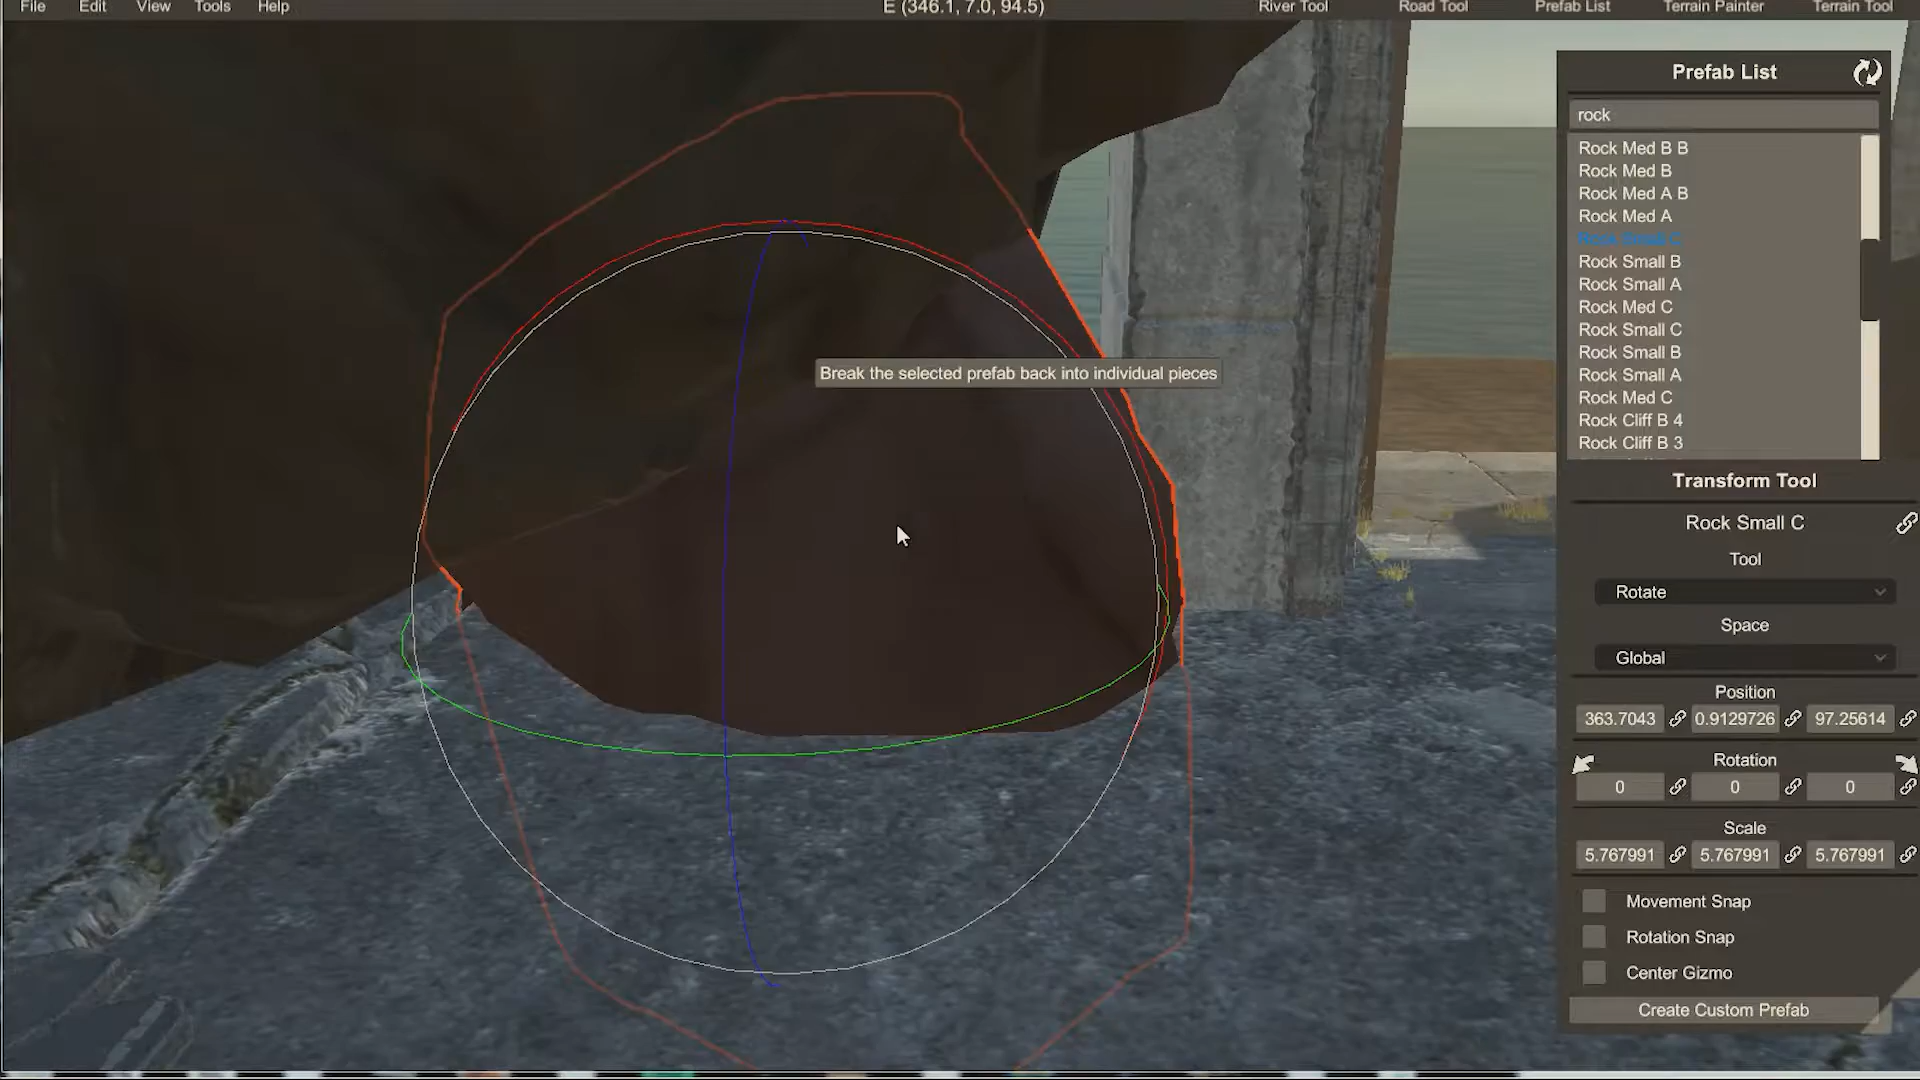 File Edit View Tools Help E (346.1, 7.0, 94.5) River Tool Road Tool Prefab List Terrain Painter Terrain Tool
Prefab List
rock
Rock Med B B
Rock Med B
Rock Med A B
Rock Med A
Rock Small C
Rock Small B
Rock Small A
Rock Med C
Rock Small C
Rock Small B
Rock Small A
Rock Med C
Rock Cliff B 4
Rock Cliff B 3
Break the selected prefab back into individual pieces
Transform Tool
Rock Small C
Tool
Rotate
Space
Global
Position
363.7043 0.9129726 97.25614
Rotation
0 0 0
Scale
5.767991 5.767991 5.767991
Movement Snap
Rotation Snap
Center Gizmo
Create Custom Prefab